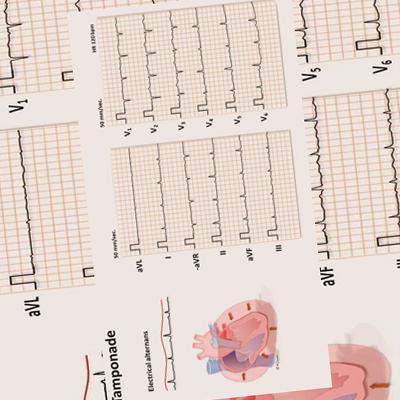 HR 120 bpm
50 mm/sec.
V₁
V₂
V₃
V₄
V₅
V₆
50 mm/sec.
aVL
I
-aVR
II
aVF
III
Electrical alternans
Tamponade
V₁
aVL
V₅
V₆
aVF